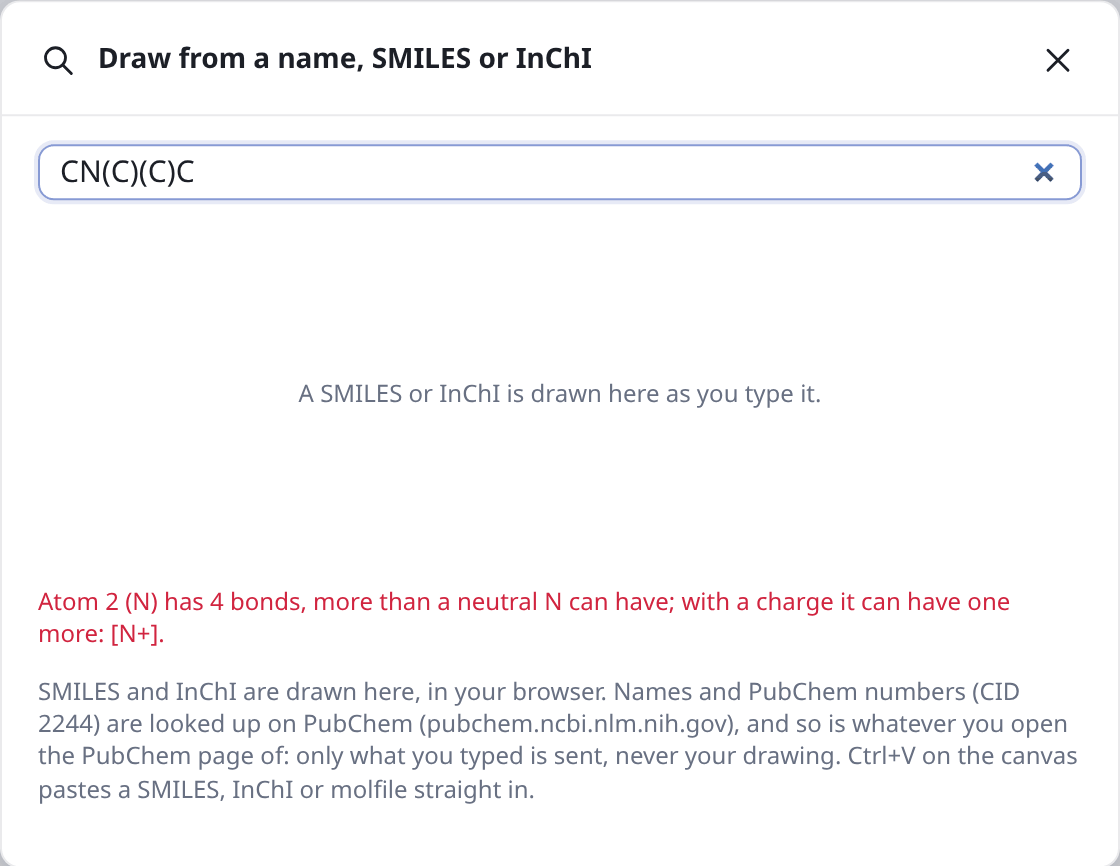 Draw from a name, SMILES or InChI
CN(C)(C)C
A SMILES or InChI is drawn here as you type it.
Atom 2 (N) has 4 bonds, more than a neutral N can have; with a charge it can have one
more: [N+].
SMILES and InChI are drawn here, in your browser. Names and PubChem numbers (CID
2244) are looked up on PubChem (pubchem.ncbi.nlm.nih.gov), and so is whatever you open
the PubChem page of: only what you typed is sent, never your drawing. Ctrl+V on the canvas
pastes a SMILES, InChI or molfile straight in.